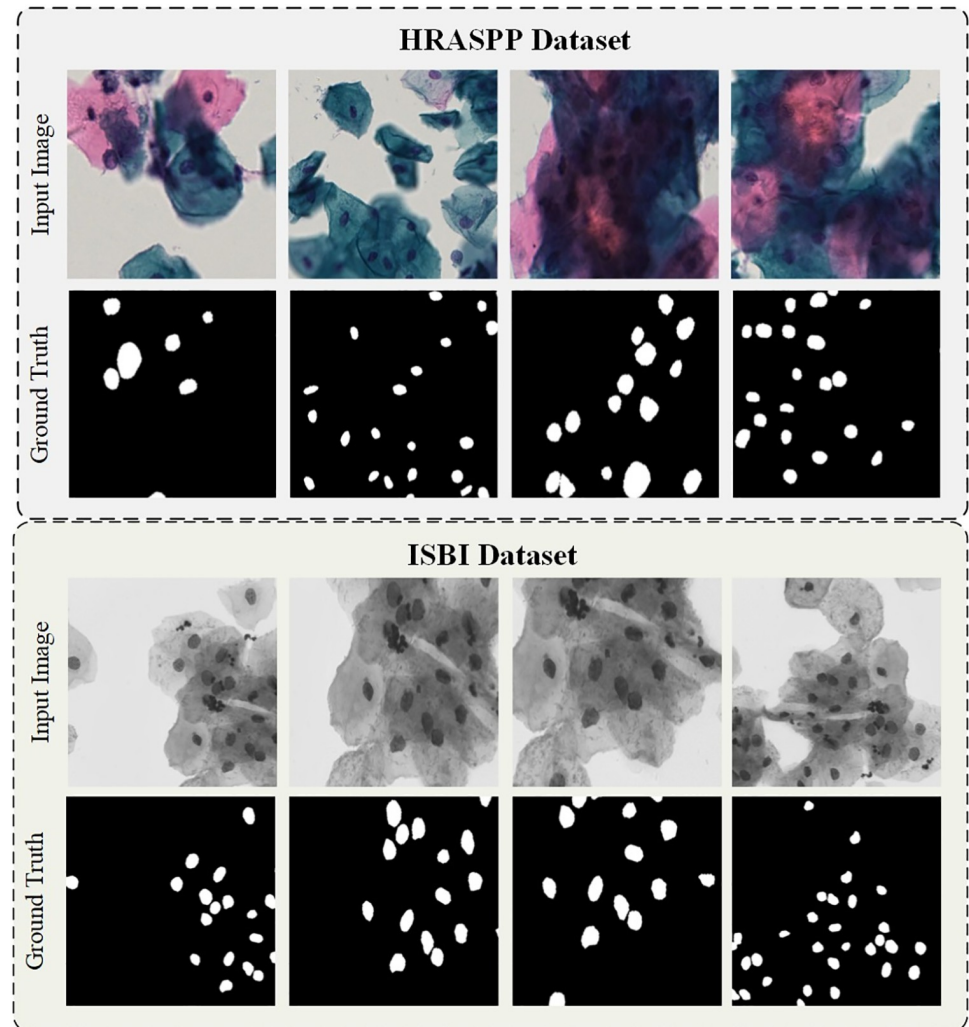 HRASPP Dataset
Input Image
Ground Truth
ISBI Dataset
Input Image
Ground Truth